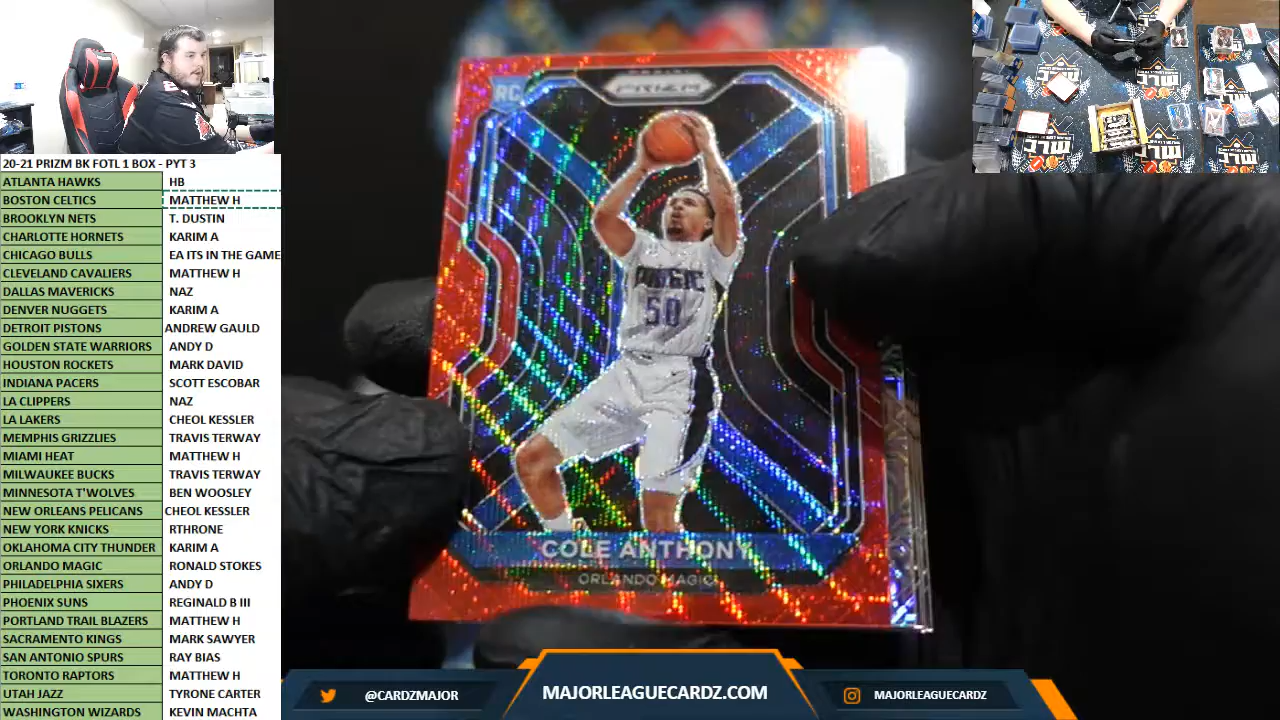 20-21 PRIZM BK FOTL 1 BOX - PYT 3
ATLANTA HAWKS HB
BOSTON CELTICS MATTHEW H
BROOKLYN NETS T. DUSTIN
CHARLOTTE HORNETS KARIM A
CHICAGO BULLS EA ITS IN THE GAME
CLEVELAND CAVALIERS MATTHEW H
DALLAS MAVERICKS NAZ
DENVER NUGGETS KARIM A
DETROIT PISTONS ANDREW GAULD
GOLDEN STATE WARRIORS ANDY D
HOUSTON ROCKETS MARK DAVID
INDIANA PACERS SCOTT ESCOBAR
LA CLIPPERS NAZ
LA LAKERS CHEOL KESSLER
MEMPHIS GRIZZLIES TRAVIS TERWAY
MIAMI HEAT MATTHEW H
MILWAUKEE BUCKS TRAVIS TERWAY
MINNESOTA T'WOLVES BEN WOOSLEY
NEW ORLEANS PELICANS CHEOL KESSLER
NEW YORK KNICKS RTHRONE
OKLAHOMA CITY THUNDER KARIM A
ORLANDO MAGIC RONALD STOKES
PHILADELPHIA SIXERS ANDY D
PHOENIX SUNS REGINALD B III
PORTLAND TRAIL BLAZERS MATTHEW H
SACRAMENTO KINGS MARK SAWYER
SAN ANTONIO SPURS RAY BIAS
TORONTO RAPTORS MATTHEW H
UTAH JAZZ TYRONE CARTER
WASHINGTON WIZARDS KEVIN MACHTA
RC
PRIZM
MAGIC
50
COLE ANTHONY
ORLANDO MAGIC
@CARDZMAJOR
MAJORLEAGUECARDZ.COM
MAJORLEAGUECARDZ